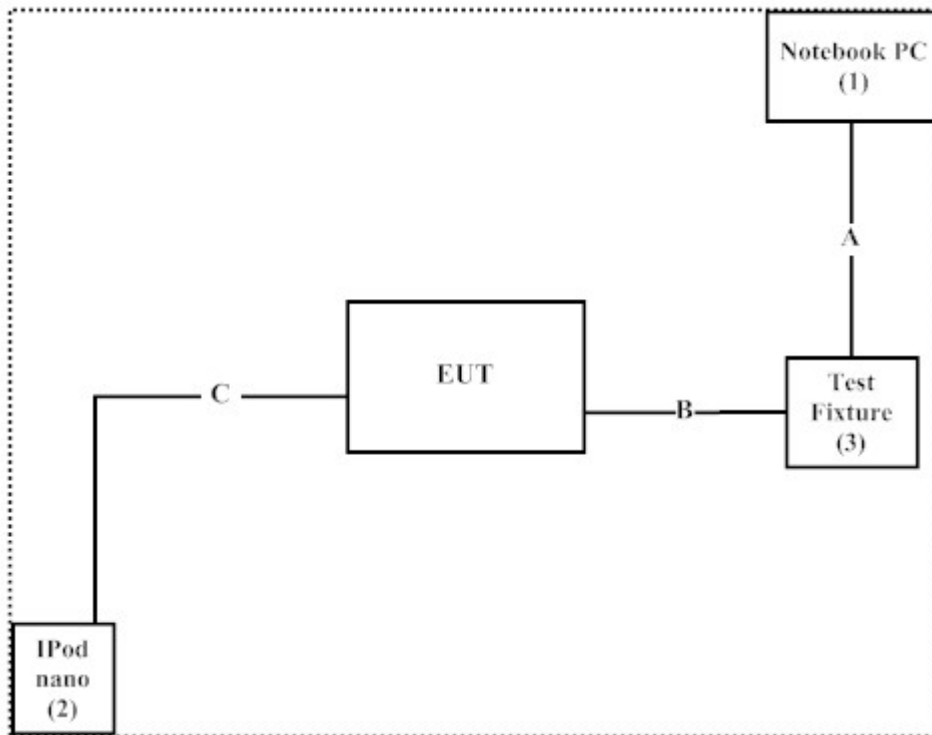 Notebook PC
(1)
A
EUT
Test
Fixture
(3)
C
B
IPod
nano
(2)